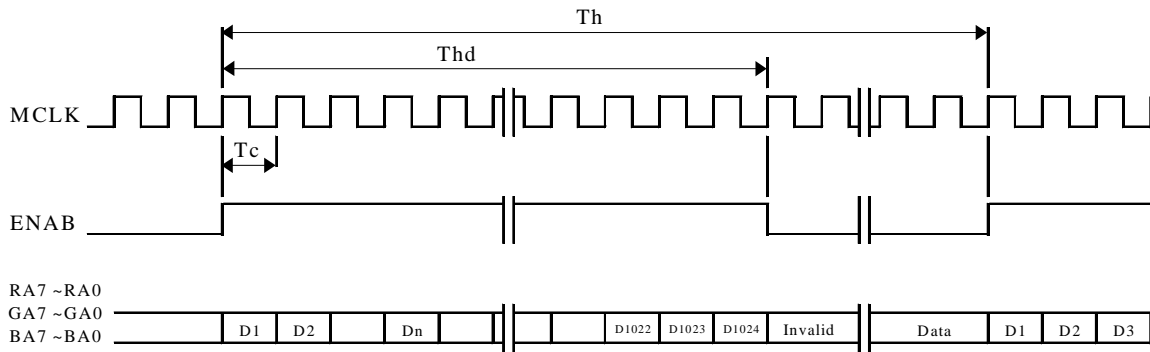 Th
Thd
MCLK
Tc
ENAB
RA7 ~RA0
GA7 ~GA0
BA7 ~BA0
D1 D2 Dn D1022 D1023 D1024 Invalid Data D1 D2 D3